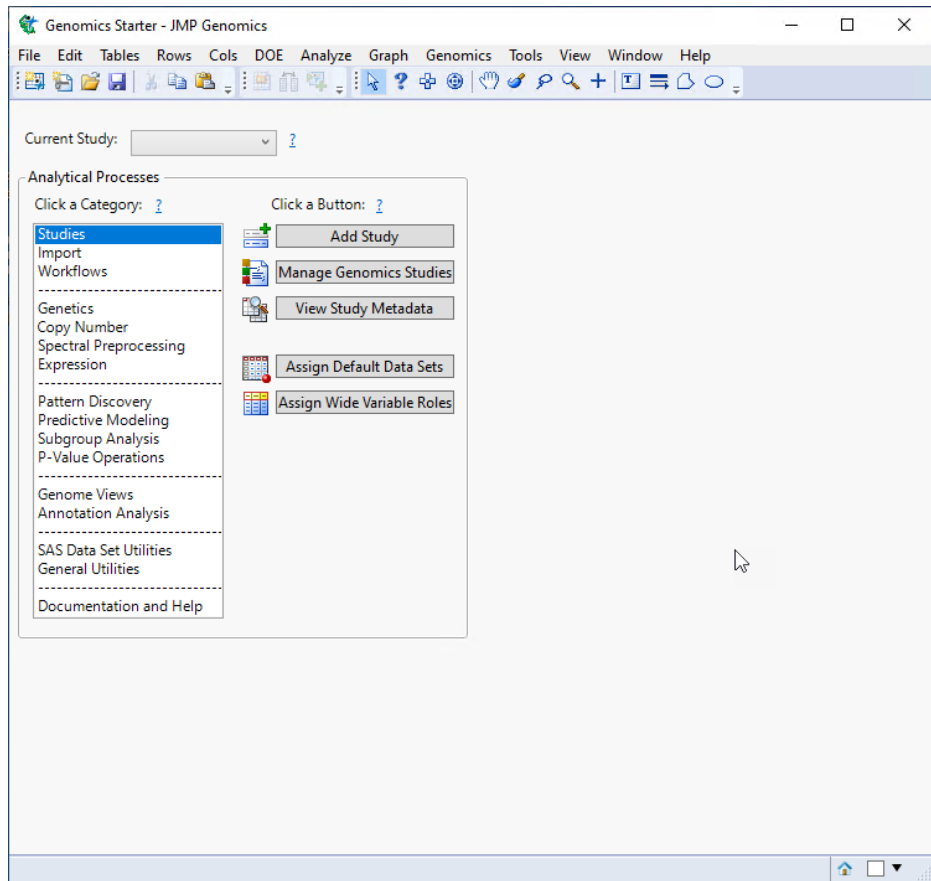 Genomics Starter - JMP Genomics
File Edit Tables Rows Cols DOE Analyze Graph Genomics Tools View Window Help
Current Study: ?
Analytical Processes
Click a Category: ? Click a Button: ?
Studies
Import
Workflows
Genetics
Copy Number
Spectral Preprocessing
Expression
Pattern Discovery
Predictive Modeling
Subgroup Analysis
P-Value Operations
Genome Views
Annotation Analysis
SAS Data Set Utilities
General Utilities
Documentation and Help
Add Study
Manage Genomics Studies
View Study Metadata
Assign Default Data Sets
Assign Wide Variable Roles